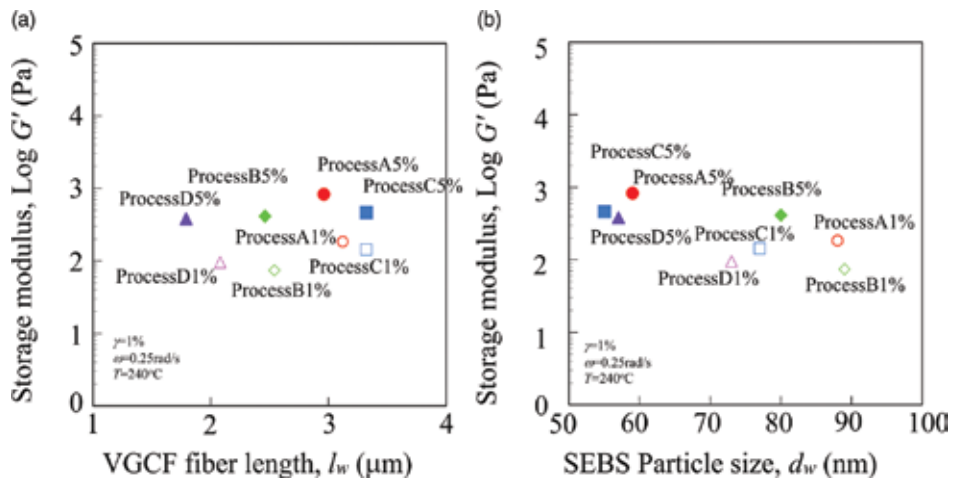 (a)
Storage modulus, Log G′ (Pa)
5
4
3
2
1
0
ProcessA5%
ProcessB5%
ProcessC5%
ProcessD5%
ProcessA1%
ProcessD1%
ProcessC1%
ProcessB1%
γ=1%
ω=0.25rad/s
T=240°C
1
2
3
4
VGCF fiber length, lw (μm)
(b)
Storage modulus, Log G′ (Pa)
5
4
3
2
1
0
ProcessC5%
ProcessA5%
ProcessB5%
ProcessD5%
ProcessC1%
ProcessA1%
ProcessD1%
ProcessB1%
γ=1%
ω=0.25rad/s
T=240°C
50
60
70
80
90
100
SEBS Particle size, dw (nm)